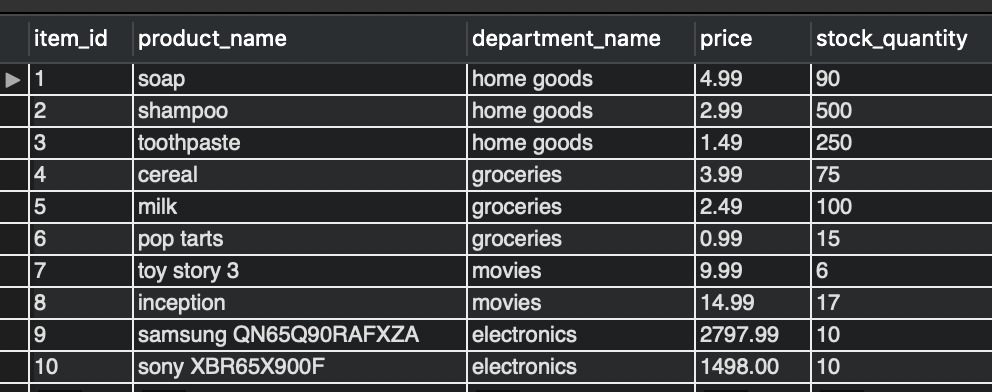 item_id product_name department_name price stock_quantity
1 soap home goods 4.99 90
2 shampoo home goods 2.99 500
3 toothpaste home goods 1.49 250
4 cereal groceries 3.99 75
5 milk groceries 2.49 100
6 pop tarts groceries 0.99 15
7 toy story 3 movies 9.99 6
8 inception movies 14.99 17
9 samsung QN65Q90RAFXZA electronics 2797.99 10
10 sony XBR65X900F electronics 1498.00 10